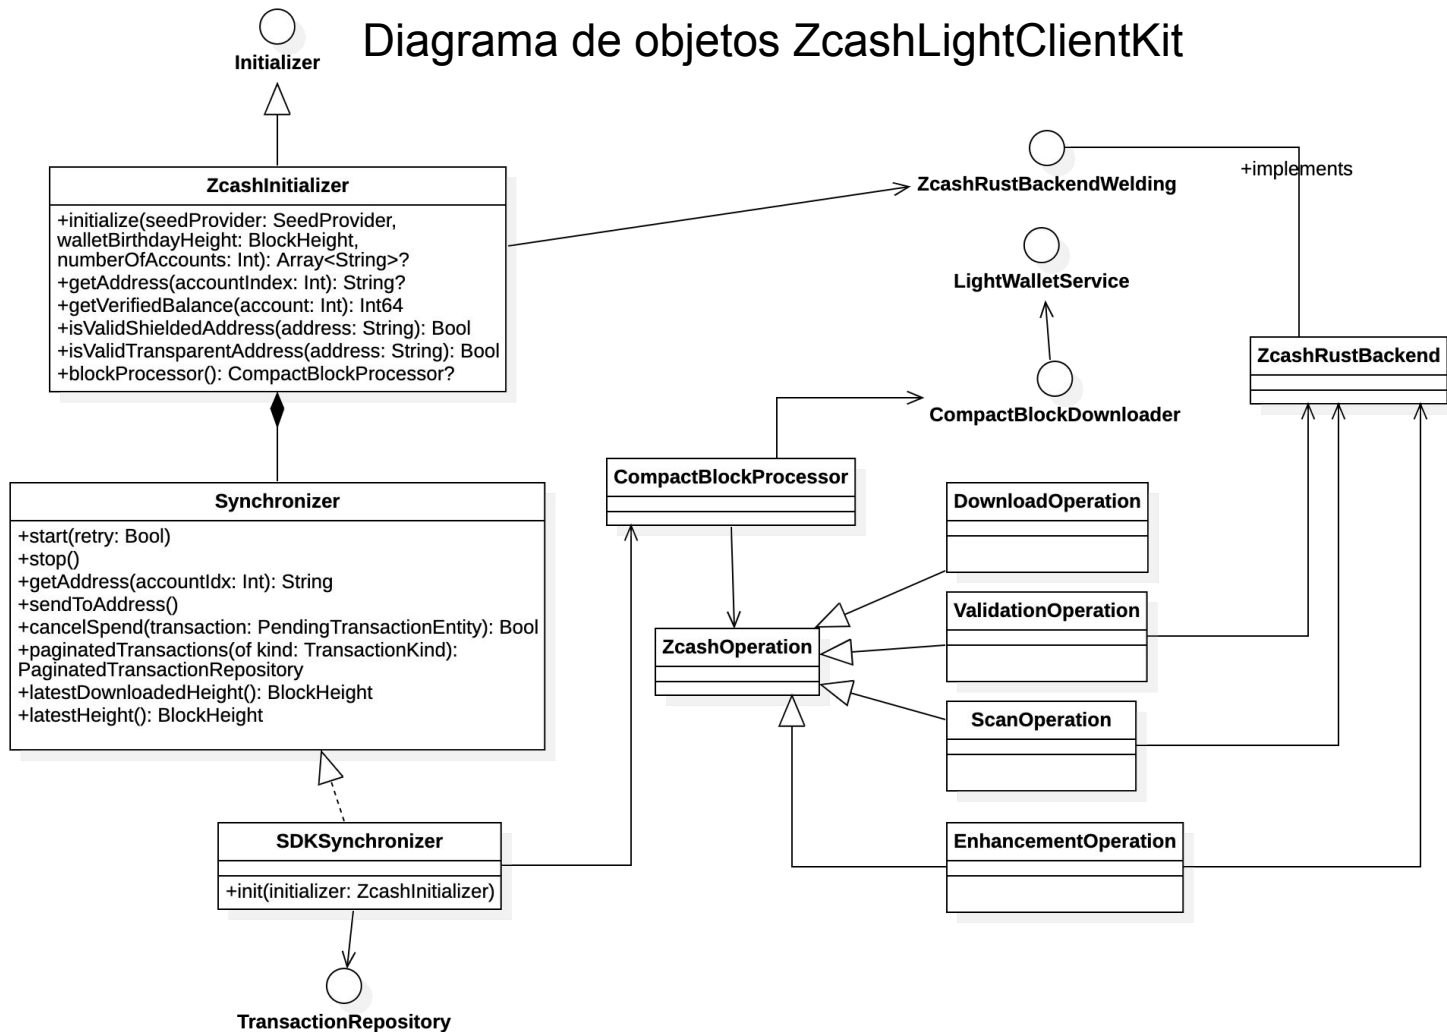 Diagrama de objetos ZcashLightClientKit
Initializer
ZcashInitializer
+initialize(seedProvider: SeedProvider,
walletBirthdayHeight: BlockHeight,
numberOfAccounts: Int): Array<String>?
+getAddress(accountIndex: Int): String?
+getVerifiedBalance(account: Int): Int64
+isValidShieldedAddress(address: String): Bool
+isValidTransparentAddress(address: String): Bool
+blockProcessor(): CompactBlockProcessor?
ZcashRustBackendWelding
+implements
LightWalletService
ZcashRustBackend
CompactBlockDownloader
CompactBlockProcessor
Synchronizer
+start(retry: Bool)
+stop()
+getAddress(accountIdx: Int): String
+sendToAddress()
+cancelSpend(transaction: PendingTransactionEntity): Bool
+paginatedTransactions(of kind: TransactionKind):
PaginatedTransactionRepository
+latestDownloadedHeight(): BlockHeight
+latestHeight(): BlockHeight
DownloadOperation
ValidationOperation
ZcashOperation
ScanOperation
EnhancementOperation
SDKSynchronizer
+init(initializer: ZcashInitializer)
TransactionRepository